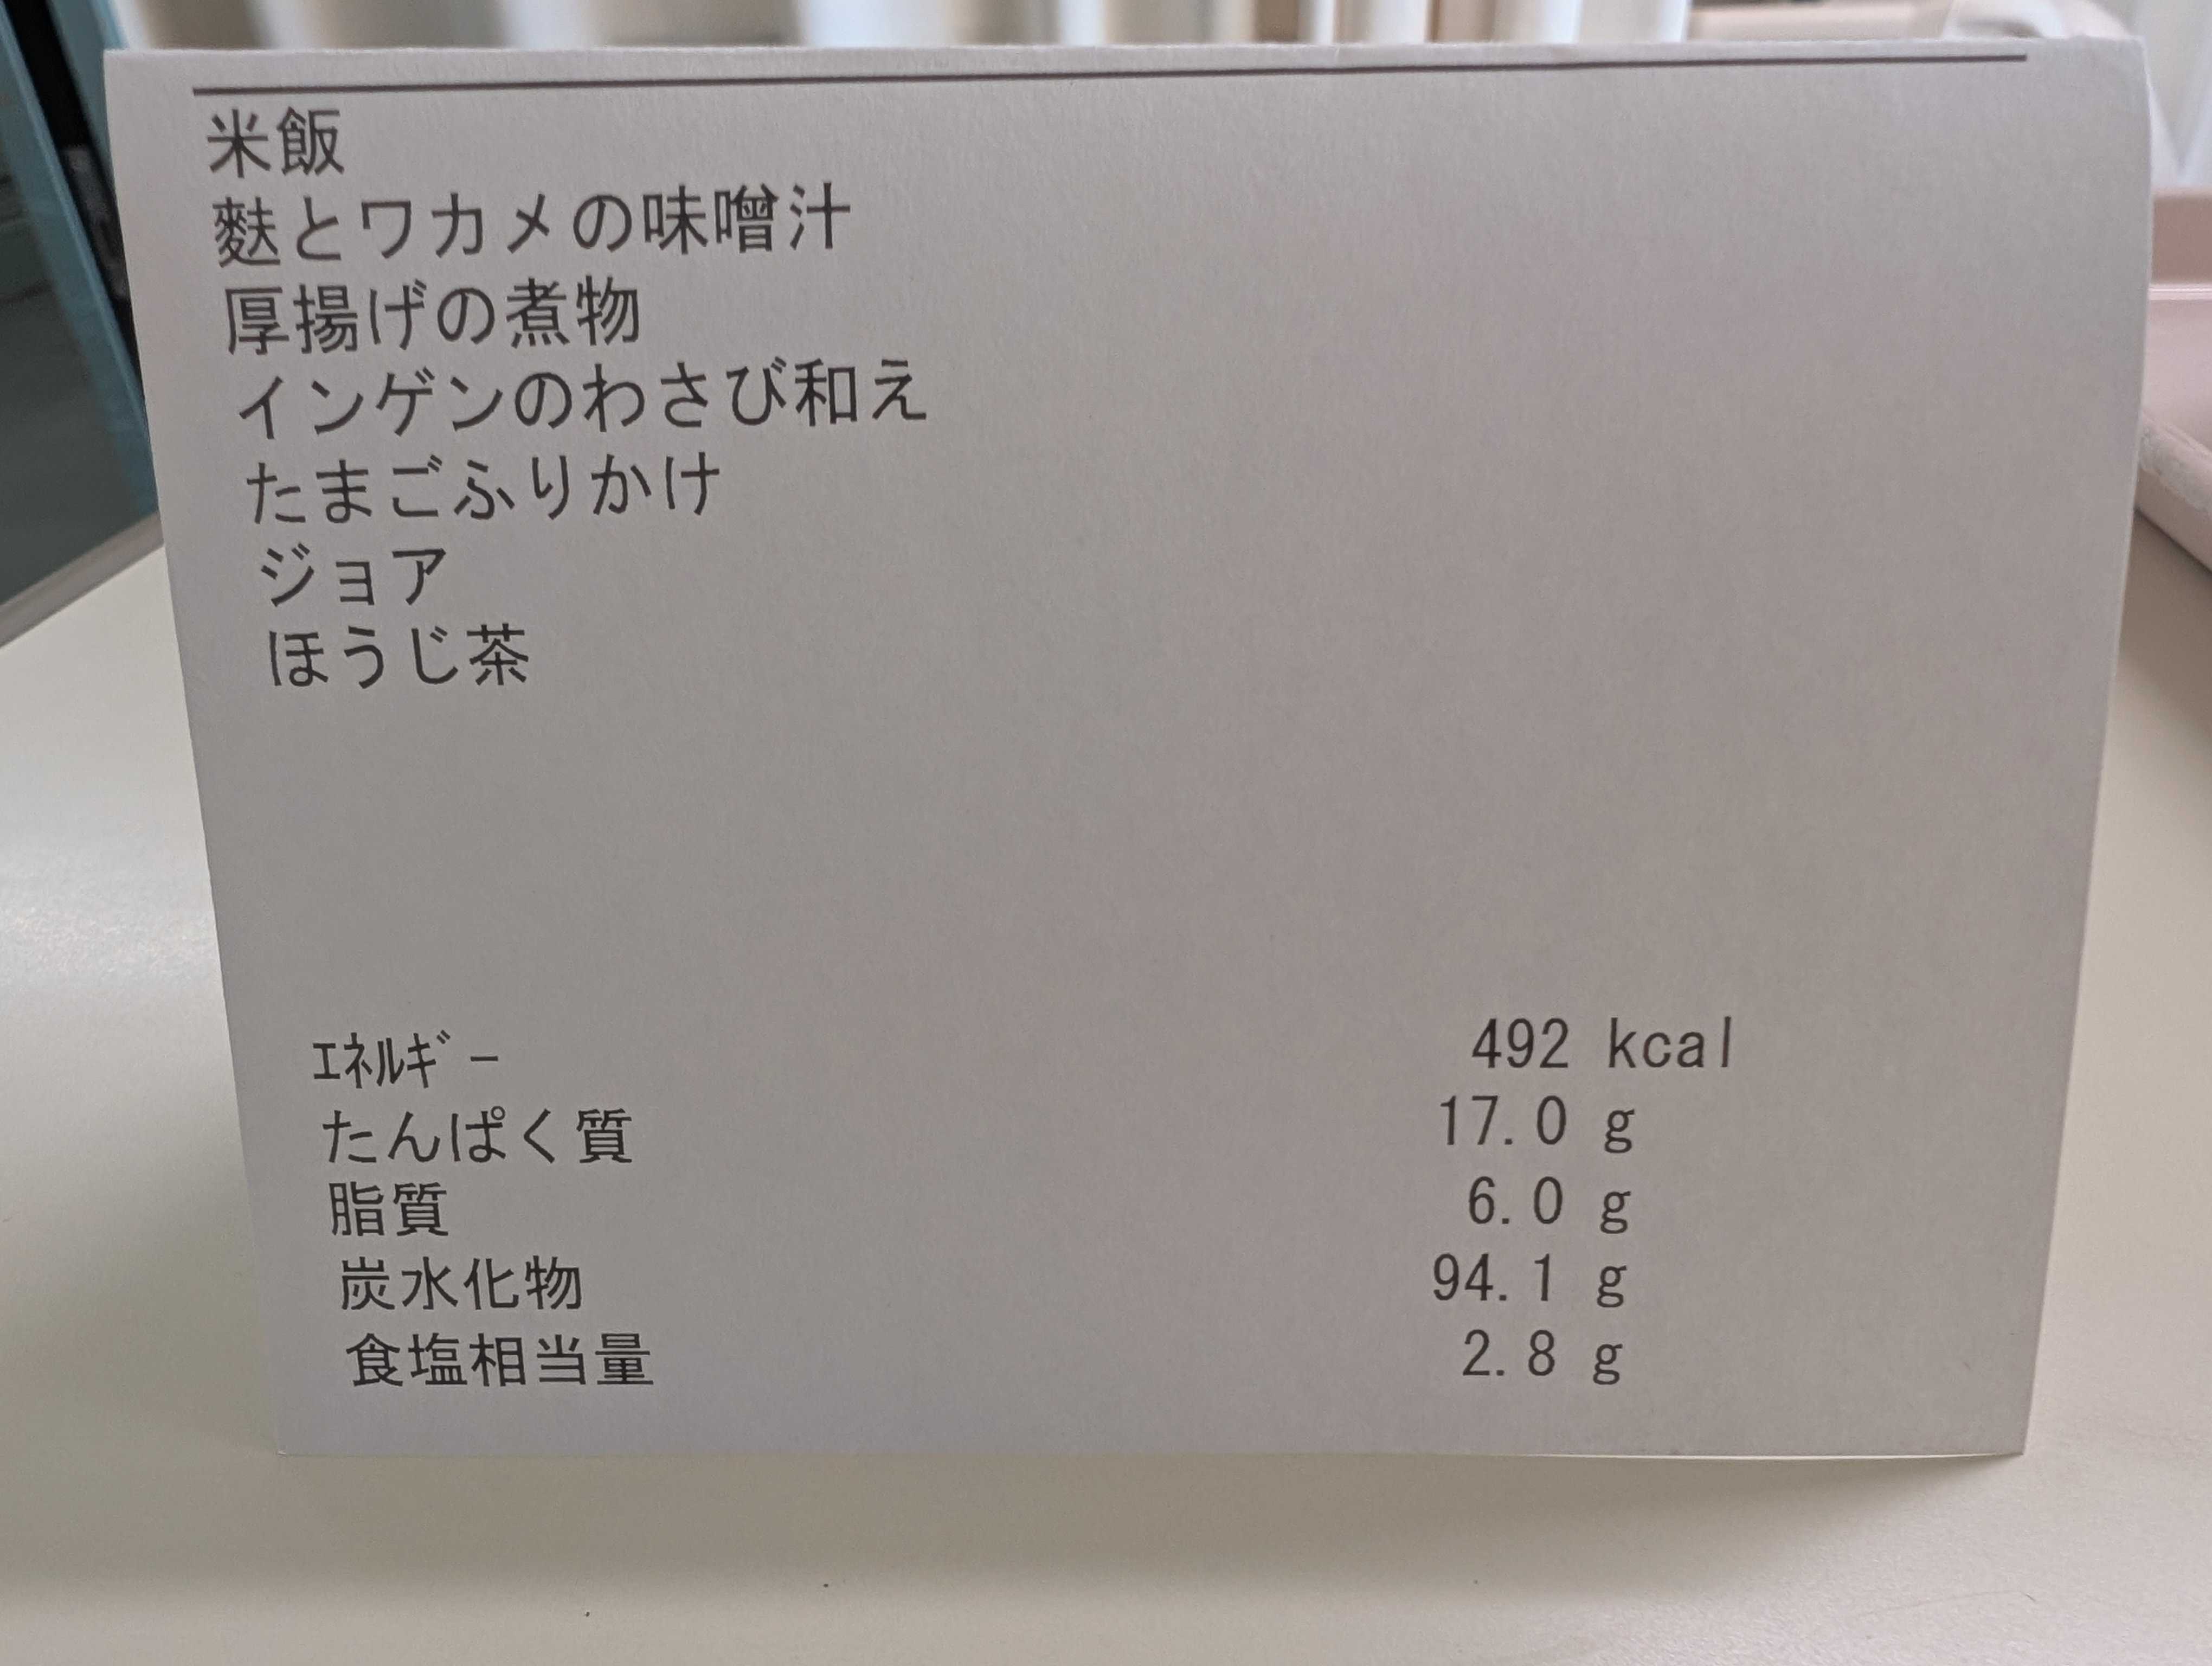 米飯
麩とワカメの味噌汁
厚揚げの煮物
インゲンのわさび和え
たまごふりかけ
ジョア
ほうじ茶
ｴﾈﾙｷﾞｰ 492 kcal
たんぱく質 17.0 g
脂質 6.0 g
炭水化物 94.1 g
食塩相当量 2.8 g